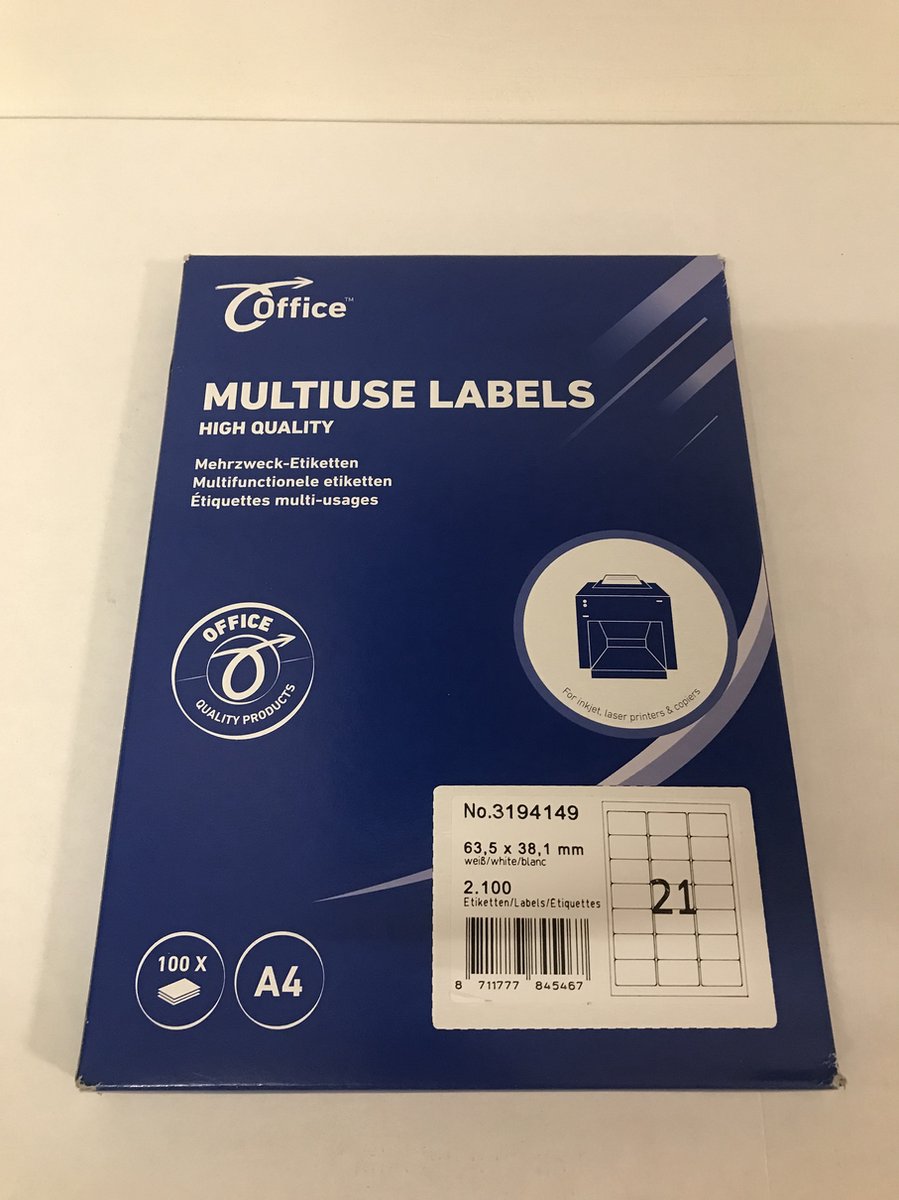 Office™
MULTIUSE LABELS
HIGH QUALITY
Mehrzweck-Etiketten
Multifunctionele etiketten
Étiquettes multi-usages
OFFICE
QUALITY PRODUCTS
For inkjet, laser printers & copiers
No.3194149
63,5 x 38,1 mm
weiß/white/blanc
2.100
Etiketten/Labels/Étiquettes
21
8 711777 845467
100 X
A4